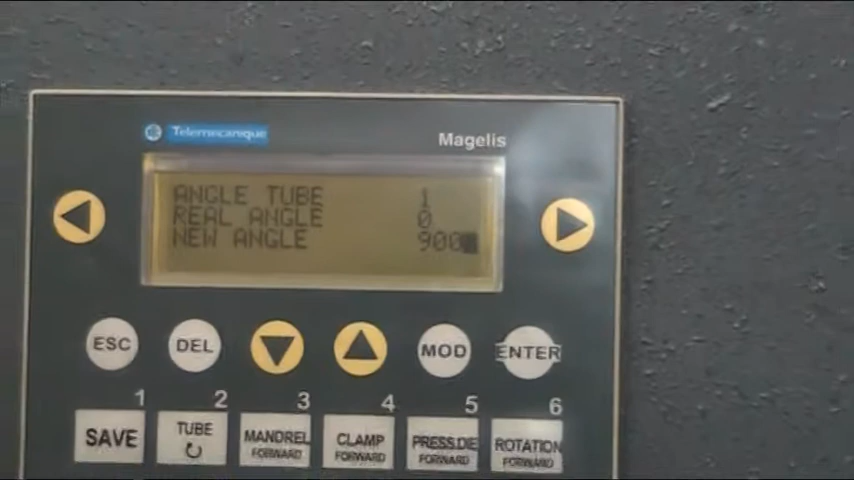 Telemecanique
Magelis
ANGLE TUBE 1
REAL ANGLE 0
NEW ANGLE 900
ESC DEL MOD ENTER
1 2 3 4 5 6
SAVE TUBE MANDREL CLAMP PRESS.DIE ROTATION
FORWARD FORWARD FORWARD FORWARD